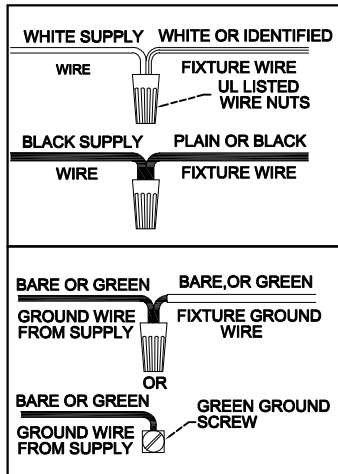 WHITE SUPPLY WHITE OR IDENTIFIED
WIRE FIXTURE WIRE
UL LISTED
WIRE NUTS
BLACK SUPPLY PLAIN OR BLACK
WIRE FIXTURE WIRE
BARE OR GREEN BARE,OR GREEN
GROUND WIRE FIXTURE GROUND
FROM SUPPLY WIRE
OR
BARE OR GREEN GREEN GROUND
SCREW
GROUND WIRE
FROM SUPPLY